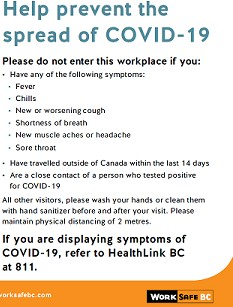 Help prevent the
spread of COVID-19
Please do not enter this workplace if you:
• Have any of the following symptoms:
• Fever
• Chills
• New or worsening cough
• Shortness of breath
• New muscle aches or headache
• Sore throat
• Have travelled outside of Canada within the last 14 days
• Are a close contact of a person who tested positive
for COVID-19
All other visitors, please wash your hands or clean them
with hand sanitizer before and after your visit. Please
maintain physical distancing of 2 metres.
If you are displaying symptoms of
COVID-19, refer to HealthLink BC
at 811.
orksafebc.com
WORK SAFE BC